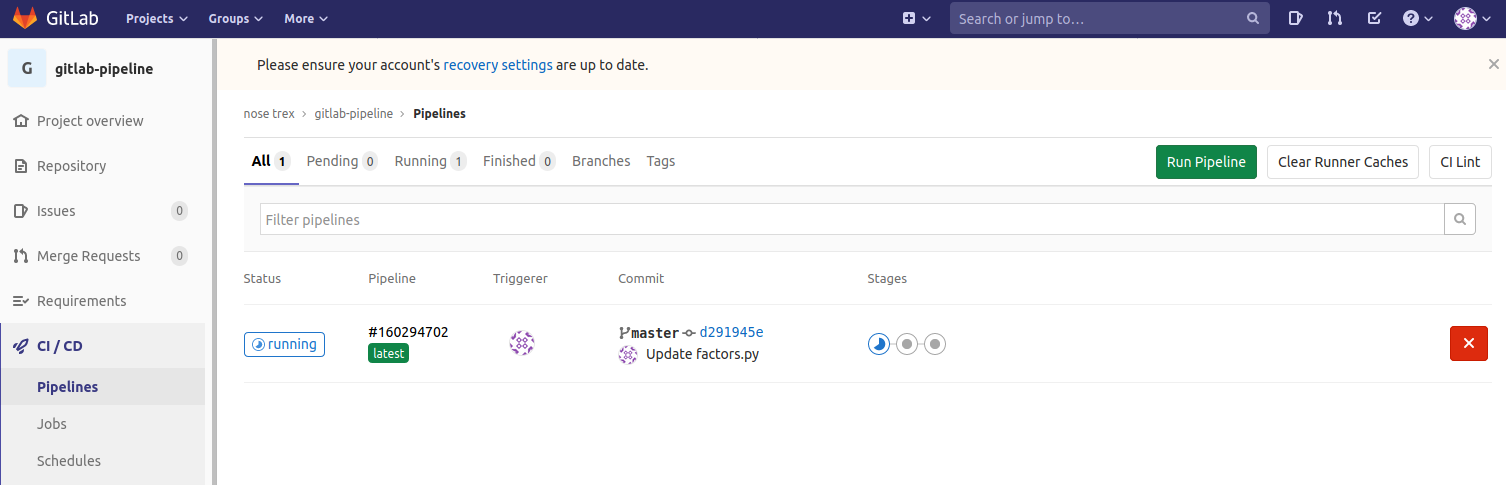 GitLab Projects Groups More Search or jump to...
G gitlab-pipeline
Project overview
Repository
Issues 0
Merge Requests 0
Requirements
CI / CD
Pipelines
Jobs
Schedules
Please ensure your account's recovery settings are up to date.
nose trex › gitlab-pipeline › Pipelines
All 1 Pending 0 Running 1 Finished 0 Branches Tags Run Pipeline Clear Runner Caches CI Lint
Filter pipelines
Status Pipeline Triggerer Commit Stages
running #160294702 master d291945e
latest Update factors.py